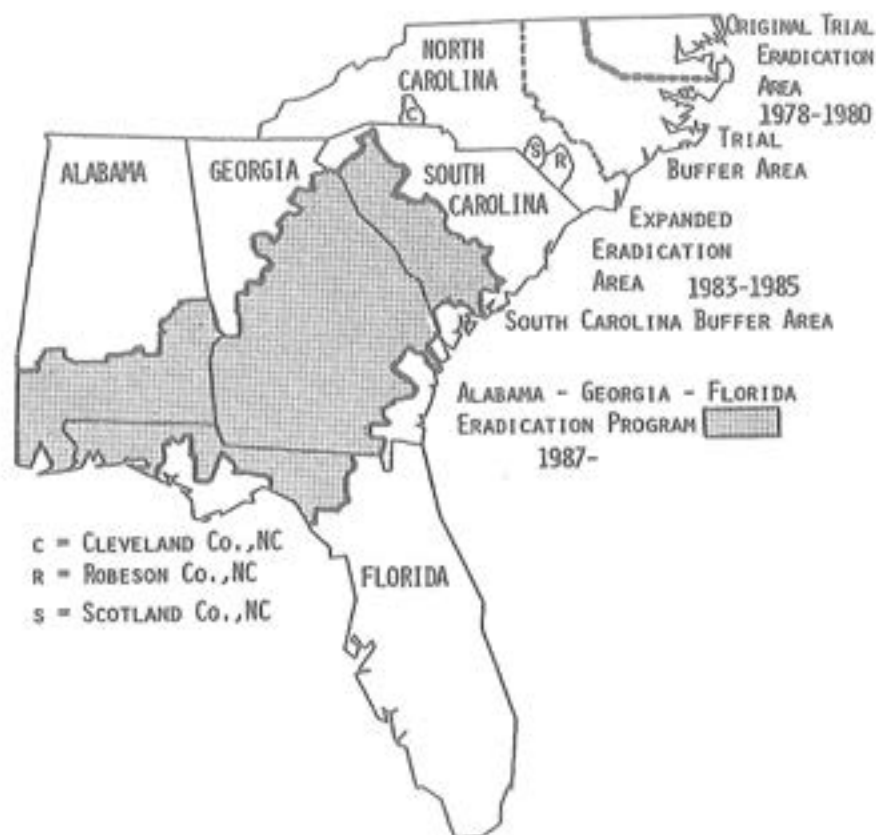 ORIGINAL TRIAL
ERADICATION
AREA
1978-1980
NORTH
CAROLINA
C
TRIAL
BUFFER AREA
S
R
ALABAMA
GEORGIA
SOUTH
CAROLINA
EXPANDED
ERADICATION
AREA 1983-1985
SOUTH CAROLINA BUFFER AREA
ALABAMA - GEORGIA - FLORIDA
ERADICATION PROGRAM
1987-
C = CLEVELAND CO.,NC
R = ROBESON CO.,NC
S = SCOTLAND CO.,NC
FLORIDA